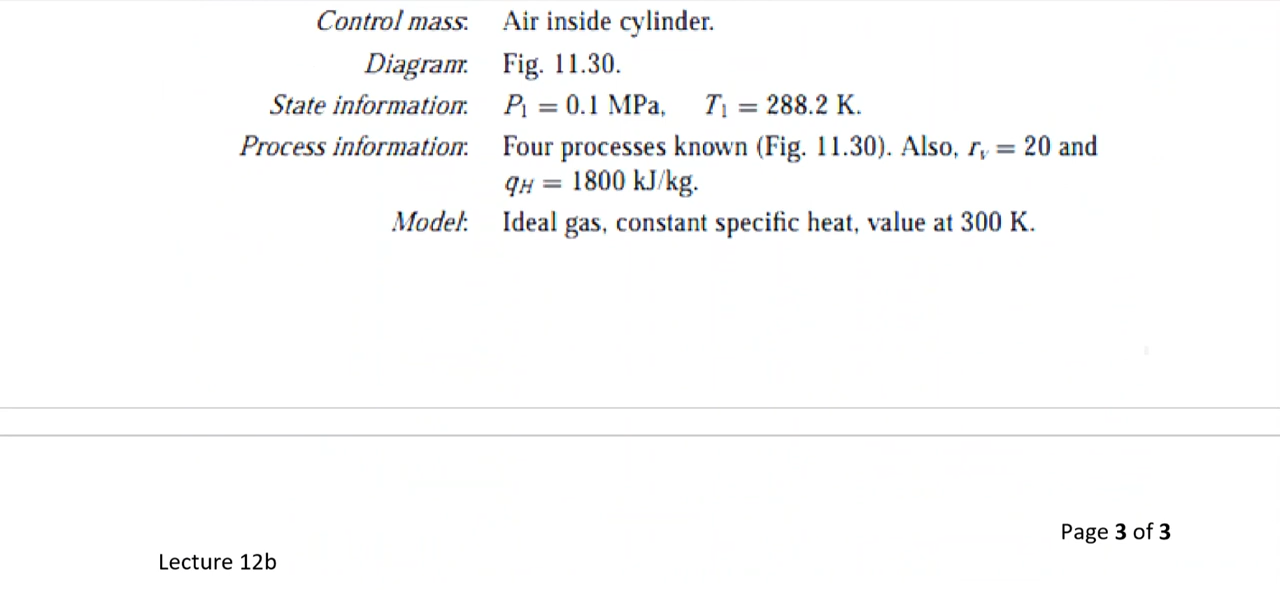 Control mass: Air inside cylinder.
Diagram: Fig. 11.30.
State information: P₁ = 0.1 MPa, T₁ = 288.2 K.
Process information: Four processes known (Fig. 11.30). Also, rᵥ = 20 and
q_H = 1800 kJ/kg.
Model: Ideal gas, constant specific heat, value at 300 K.
Page 3 of 3
Lecture 12b